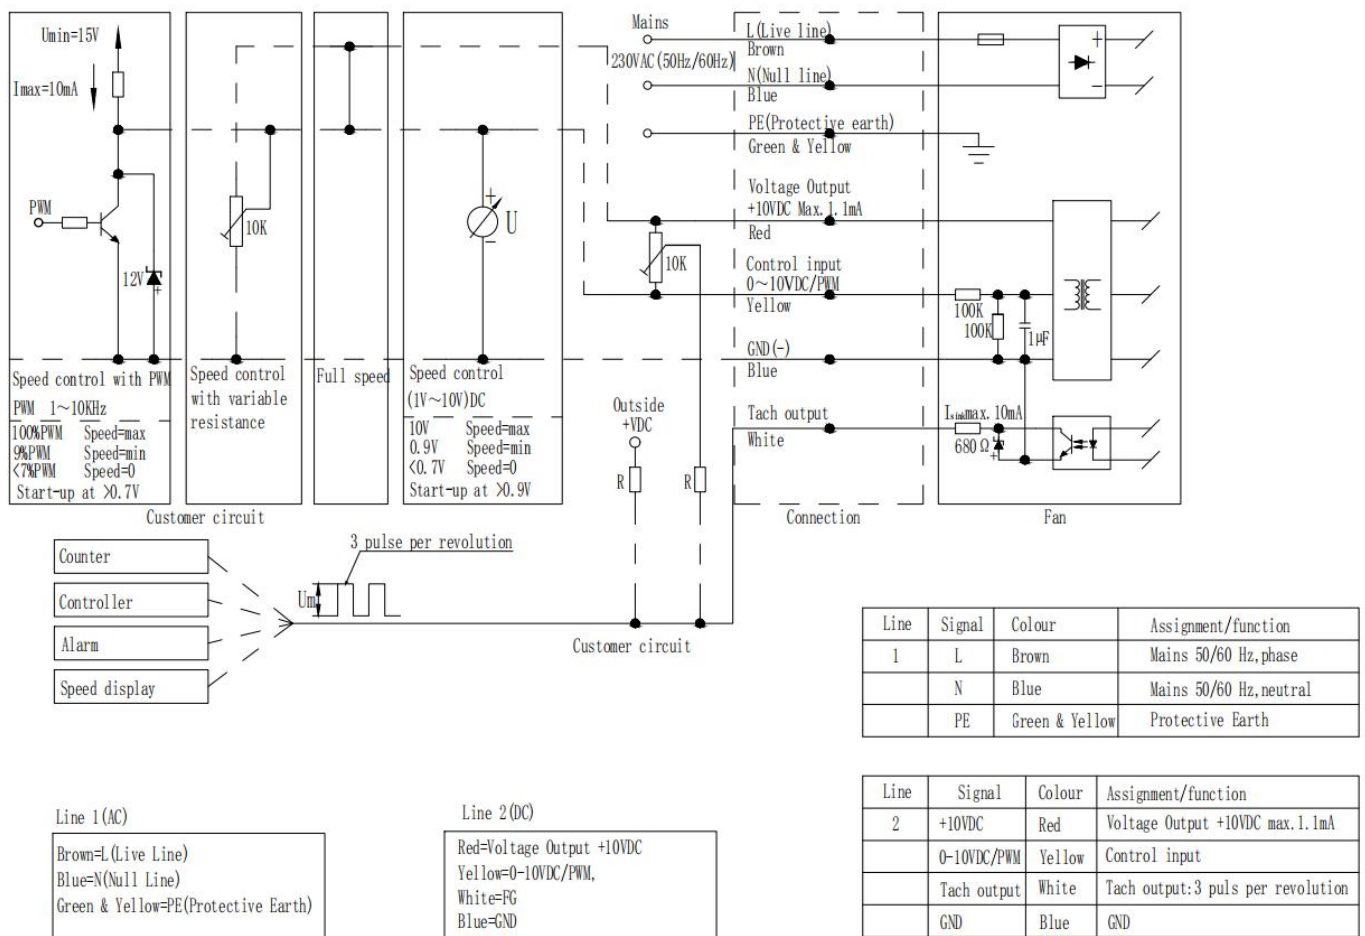 Umin=15V
Imax=10mA
PWM
12V
Speed control with PWM
PWM 1~10KHz
100%PWM Speed=max
9%PWM Speed=min
<7%PWM Speed=0
Start-up at >0.7V
10K
Speed control
with variable
resistance
Full speed
+
U
−
Speed control
(1V~10V)DC
10V Speed=max
0.9V Speed=min
<0.7V Speed=0
Start-up at >0.9V
Customer circuit
Mains
230VAC(50Hz/60Hz)
L(Live line)
Brown
N(Null line)
Blue
PE(Protective earth)
Green & Yellow
Voltage Output
+10VDC Max.1.1mA
Red
10K
Control input
0~10VDC/PWM
Yellow
GND(-)
Blue
Tach output
White
Outside
+VDC
R
R
Connection
+
−
100K
100K
1μF
Isinkmax. 10mA
680Ω
+
Fan
Counter
Controller
Alarm
Speed display
3 pulse per revolution
Um
Customer circuit
Line Signal Colour Assignment/function
1 L Brown Mains 50/60 Hz,phase
N Blue Mains 50/60 Hz,neutral
PE Green & Yellow Protective Earth
Line Signal Colour Assignment/function
2 +10VDC Red Voltage Output +10VDC max.1.1mA
0-10VDC/PWM Yellow Control input
Tach output White Tach output:3 puls per revolution
GND Blue GND
Line 1(AC)
Brown=L(Live Line)
Blue=N(Null Line)
Green & Yellow=PE(Protective Earth)
Line 2(DC)
Red=Voltage Output +10VDC
Yellow=0-10VDC/PWM,
White=FG
Blue=GND